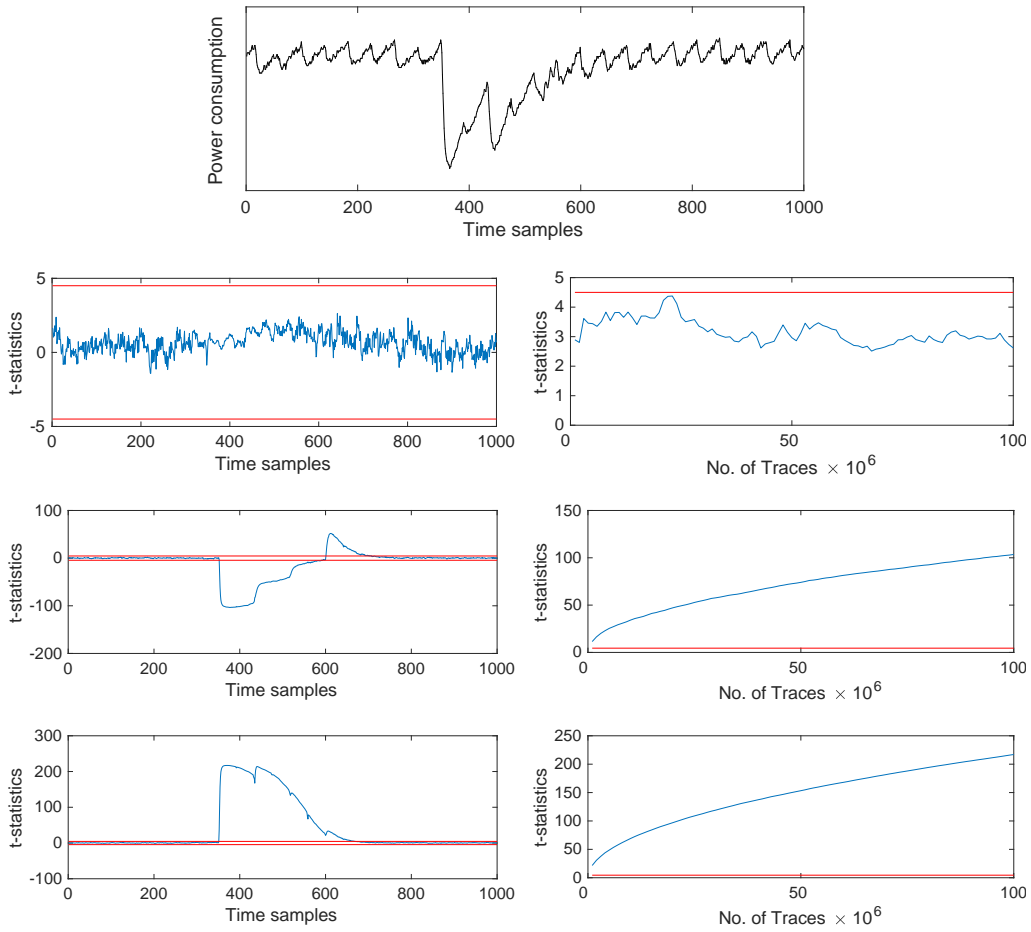 Power consumption
0 200 400 600 800 1000
Time samples
5
0
-5
t-statistics
0 200 400 600 800 1000
Time samples
5
4
3
2
1
0
t-statistics
0 50 100
No. of Traces × 10^6
100
0
-100
-200
t-statistics
0 200 400 600 800 1000
Time samples
150
100
50
0
t-statistics
0 50 100
No. of Traces × 10^6
300
200
100
0
-100
t-statistics
0 200 400 600 800 1000
Time samples
250
200
150
100
50
0
t-statistics
0 50 100
No. of Traces × 10^6